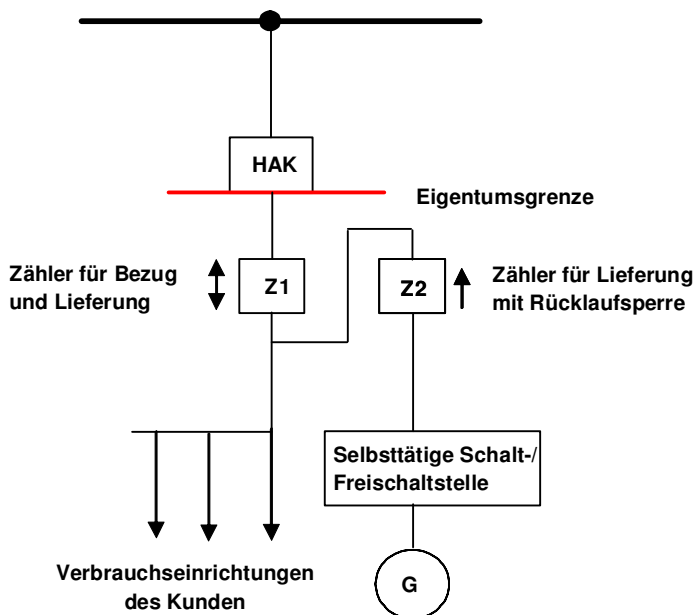 HAK
Eigentumsgrenze
Zähler für Bezug
und Lieferung
Z1
Z2
Zähler für Lieferung
mit Rücklaufsperre
Selbsttätige Schalt-/
Freischaltstelle
Verbrauchseinrichtungen
des Kunden
G